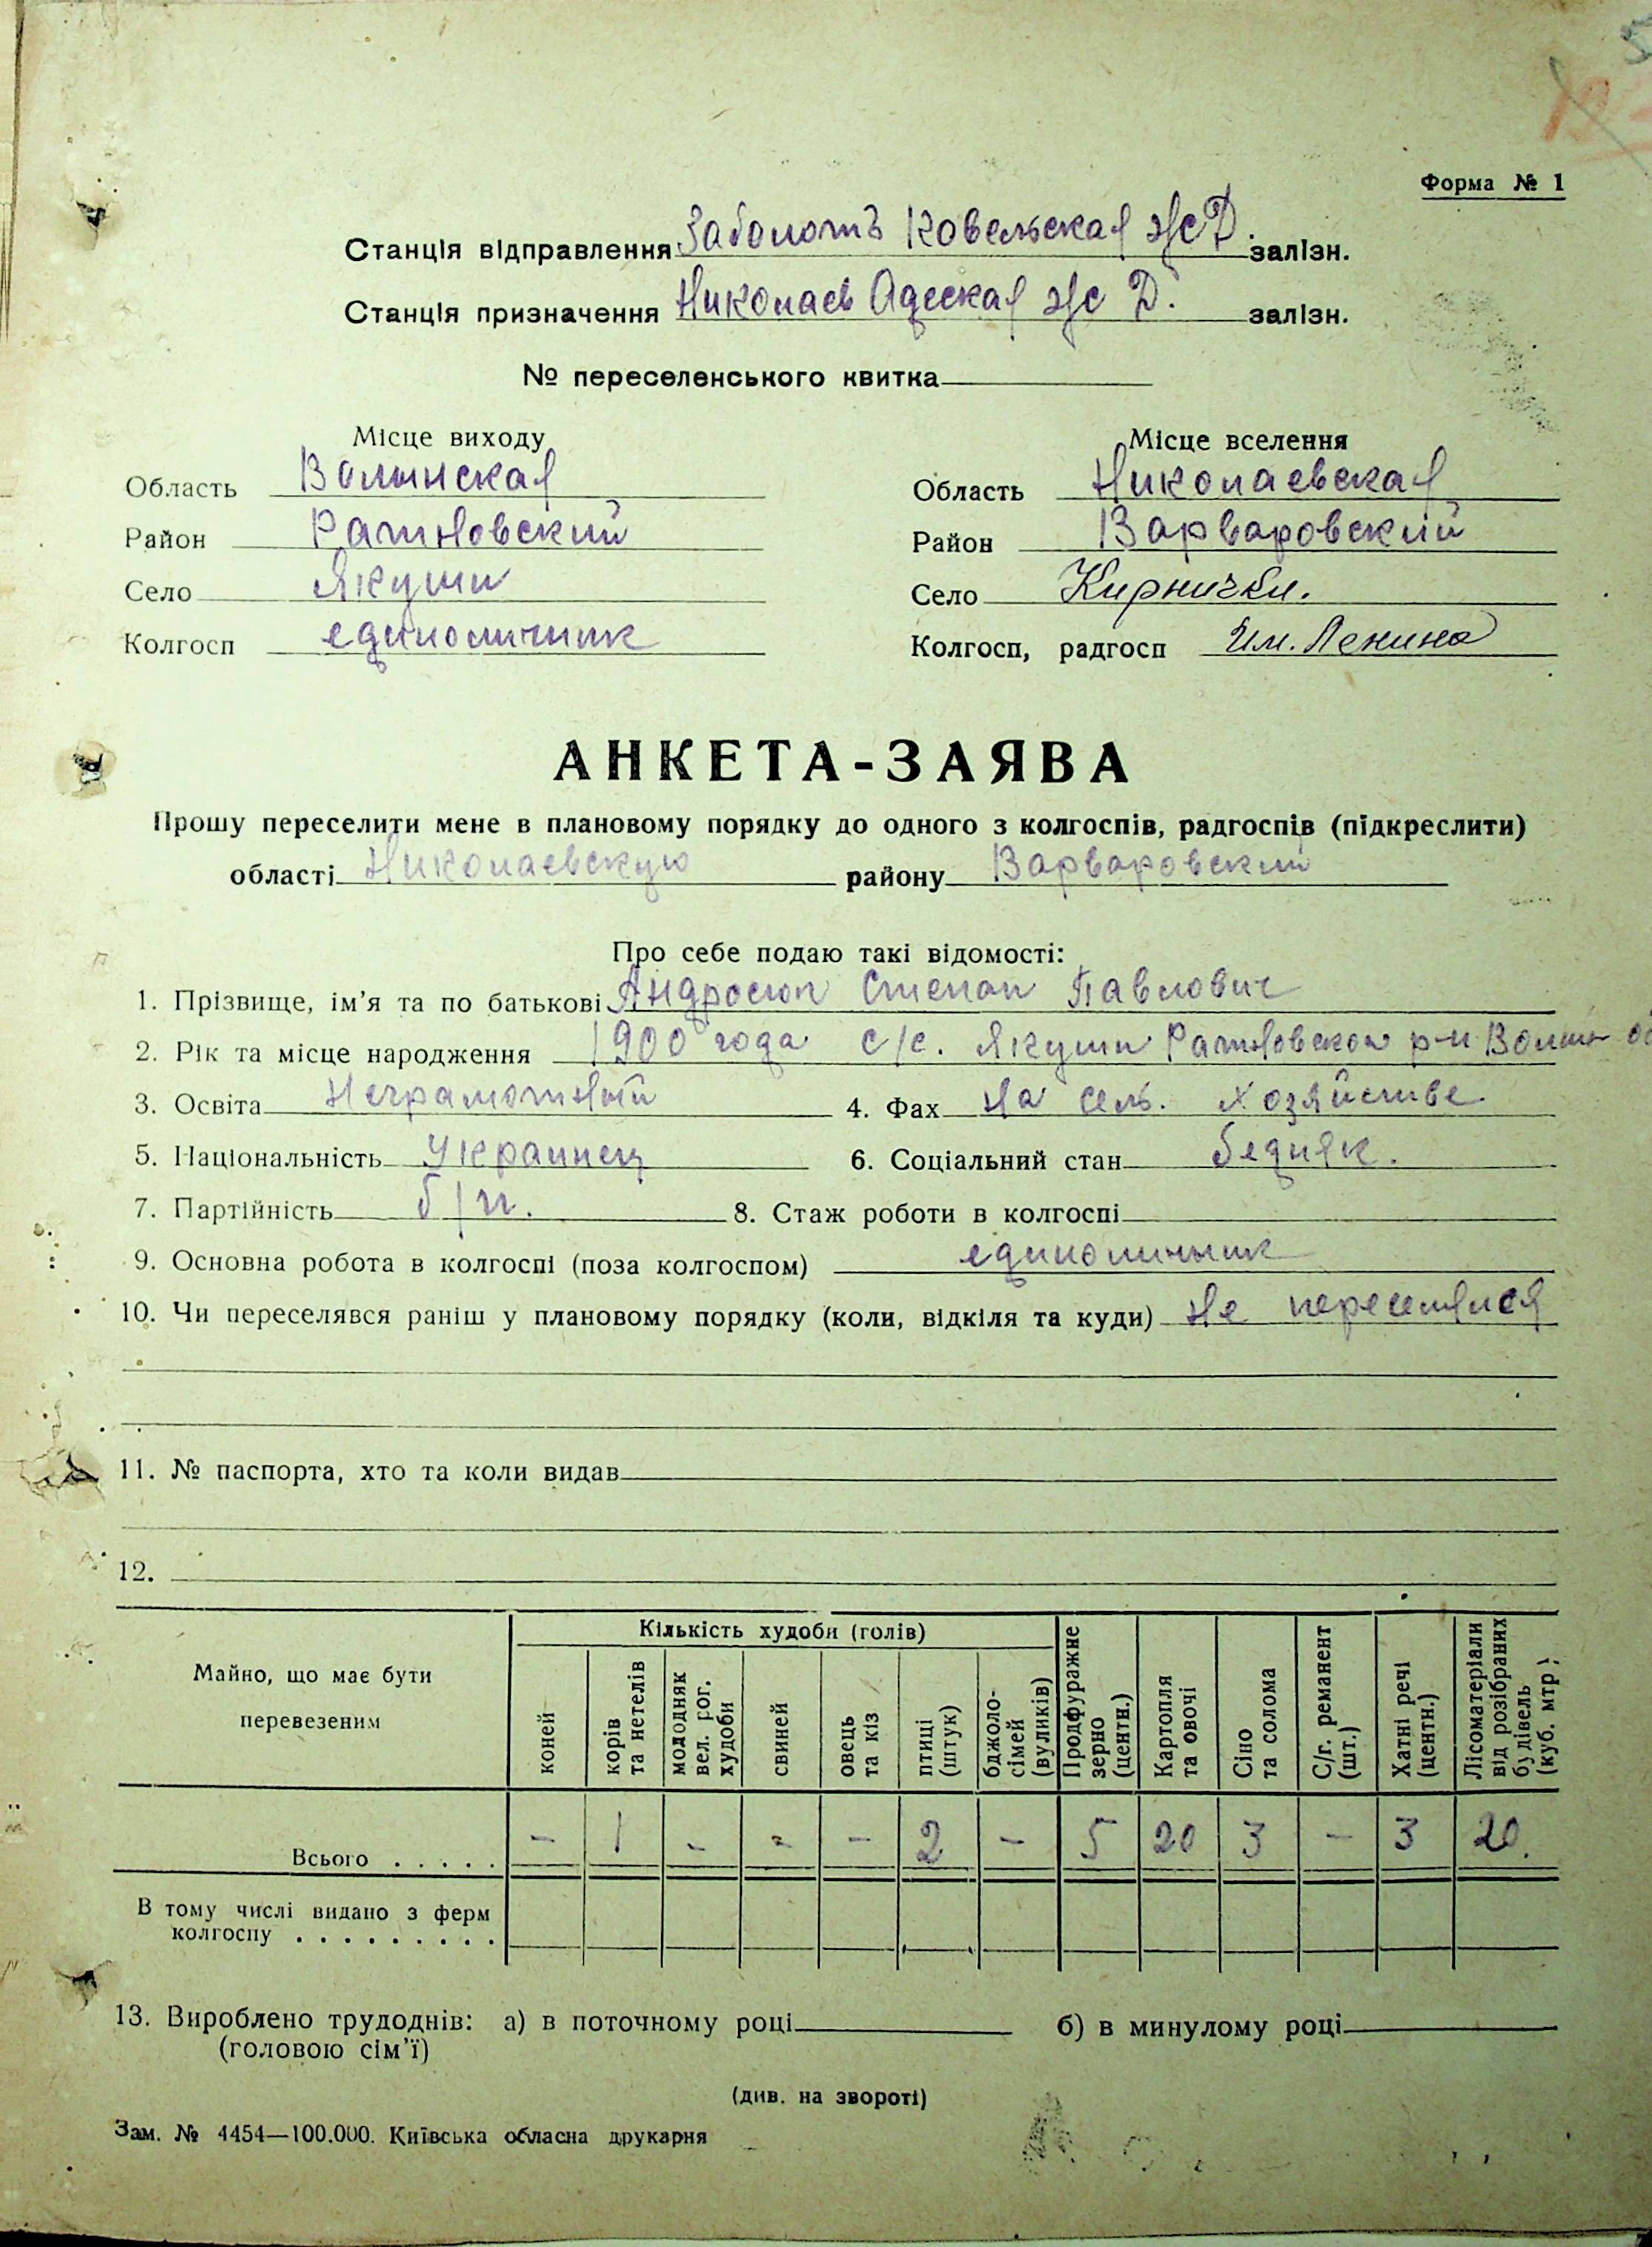 Форма № 1
Станція відправлення Заболоть Ковельская ж/с Д. залізн.
Станція призначення Николаев Адеская ж/с Д. залізн.
№ переселенського квитка
Місце виходу Місце вселення
Область Волынская Область Николаевская
Район Ратновский Район Варваровский
Село Якуши Село Кирнички.
Колгосп единоличник Колгосп, радгосп Им. Ленина
АНКЕТА-ЗАЯВА
Прошу переселити мене в плановому порядку до одного з колгоспів, радгоспів (підкреслити)
області Николаевскую району Варваровский
Про себе подаю такі відомості:
1. Прізвище, ім’я та по батькові Андросюк Степан Павлович
2. Рік та місце народження 1900 года с/с. Якуши Ратновском р-н Волын об
3. Освіта Неграмотный 4. Фах На сель. хозяйстве.
5. Національність Украинец 6. Соціальний стан бедняк.
7. Партійність б/п. 8. Стаж роботи в колгоспі
9. Основна робота в колгоспі (поза колгоспом) единоличник
10. Чи переселявся раніш у плановому порядку (коли, відкіля та куди) Не переселялся
11. № паспорта, хто та коли видав
12.
Майно, що має бути перевезеним Кількість худоби (голів)
коней корів та нетелів молодняк вел. рог. худоби свиней овець та кіз птиці (штук) бджоло-сімей (вуликів) Продфуражне зерно (центн.) Картопля та овочі Сіно та солома С/г. реманент (шт.) Хатні речі (центн.) Лісоматеріали від розібраних будівель (куб. мтр)
Всього . . . . . - 1 - - - 2 - 5 20 3 - 3 20.
В тому числі видано з ферм
колгоспу . . . . . . . . .
13. Вироблено трудоднів: а) в поточному році б) в минулому році
(головою сім’ї)
(див. на звороті)
Зам. № 4454—100.000. Київська обласна друкарня